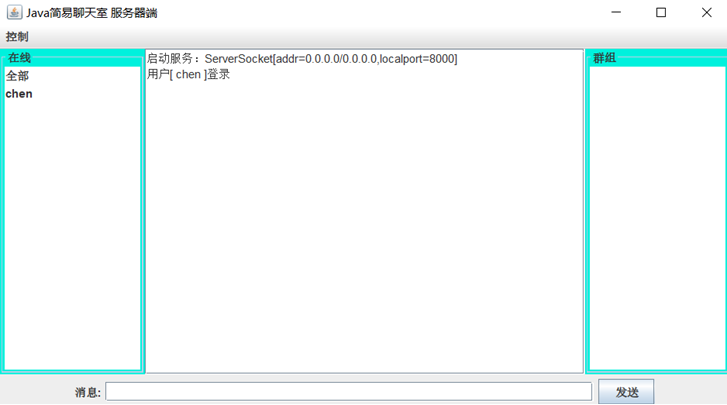 Java简易聊天室 服务器端
控制
在线
全部
chen
启动服务：ServerSocket[addr=0.0.0.0/0.0.0.0,localport=8000]
用户[ chen ]登录
群组
消息:
发送